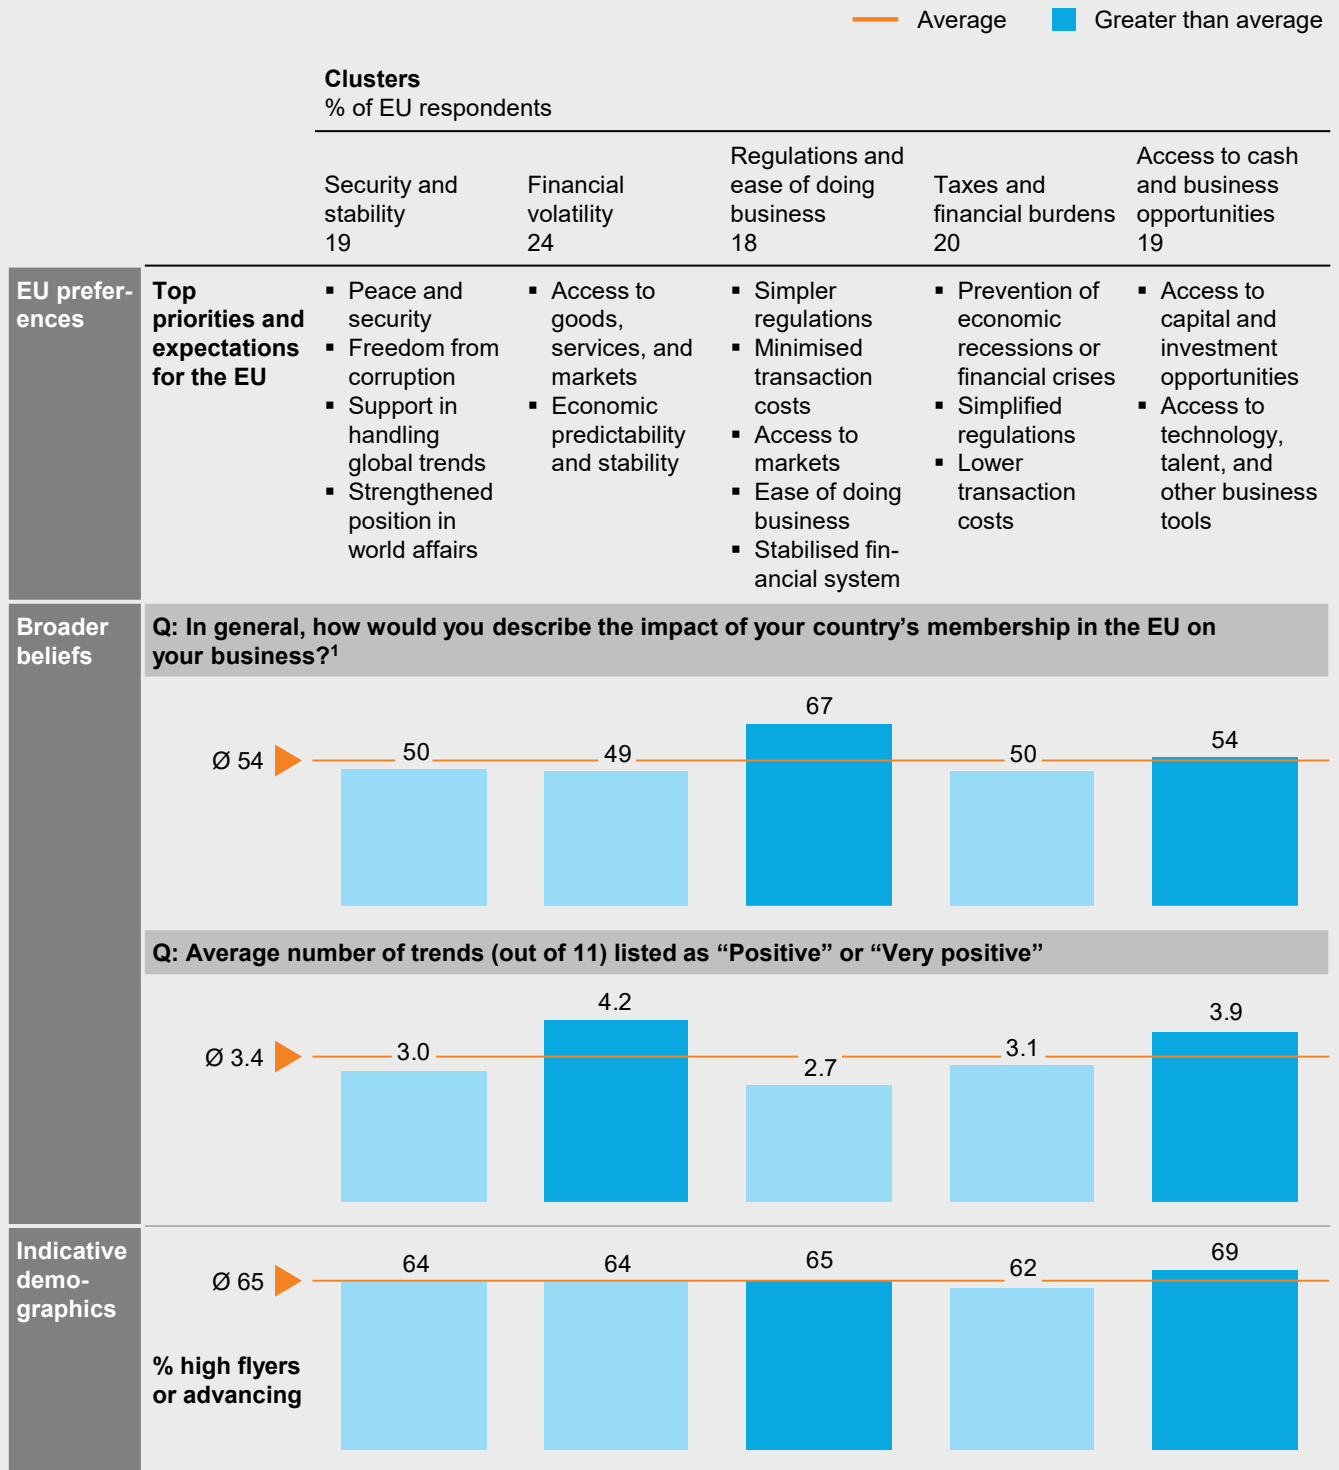 Average
Greater than average
Clusters
% of EU respondents
Security and
stability
19
Financial
volatility
24
Regulations and
ease of doing
business
18
Taxes and
financial burdens
20
Access to cash
and business
opportunities
19
EU prefer-
ences
Top
priorities and
expectations
for the EU
▪ Peace and
security
▪ Freedom from
corruption
▪ Support in
handling
global trends
▪ Strengthened
position in
world affairs
▪ Access to
goods,
services, and
markets
▪ Economic
predictability
and stability
▪ Simpler
regulations
▪ Minimised
transaction
costs
▪ Access to
markets
▪ Ease of doing
business
▪ Stabilised fin-
ancial system
▪ Prevention of
economic
recessions or
financial crises
▪ Simplified
regulations
▪ Lower
transaction
costs
▪ Access to
capital and
investment
opportunities
▪ Access to
technology,
talent, and
other business
tools
Broader
beliefs
Q: In general, how would you describe the impact of your country’s membership in the EU on
your business?¹
Ø 54
50
49
67
50
54
Q: Average number of trends (out of 11) listed as “Positive” or “Very positive”
Ø 3.4
3.0
4.2
2.7
3.1
3.9
Indicative
demo-
graphics
Ø 65
64
64
65
62
69
% high flyers
or advancing